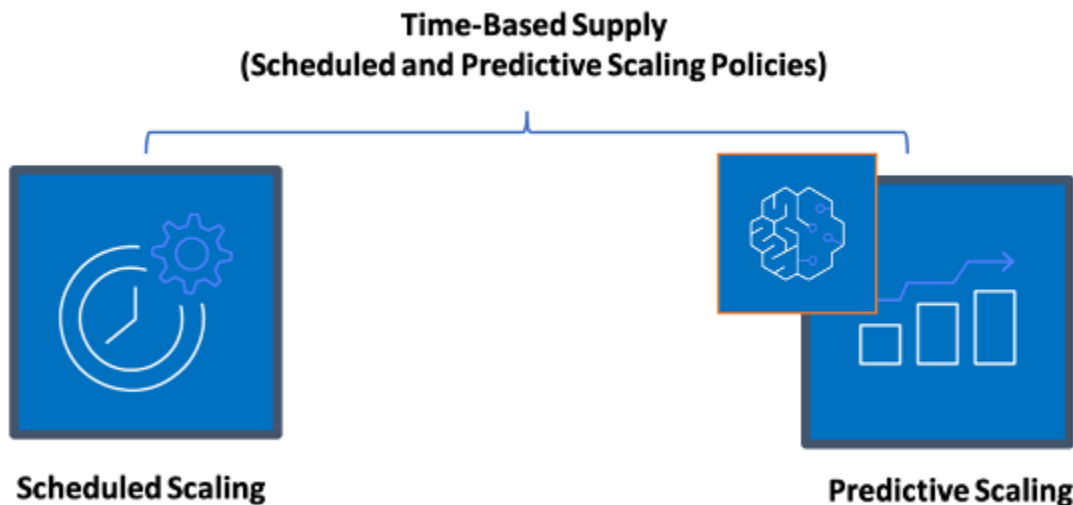 Time-Based Supply
(Scheduled and Predictive Scaling Policies)
Scheduled Scaling
Predictive Scaling